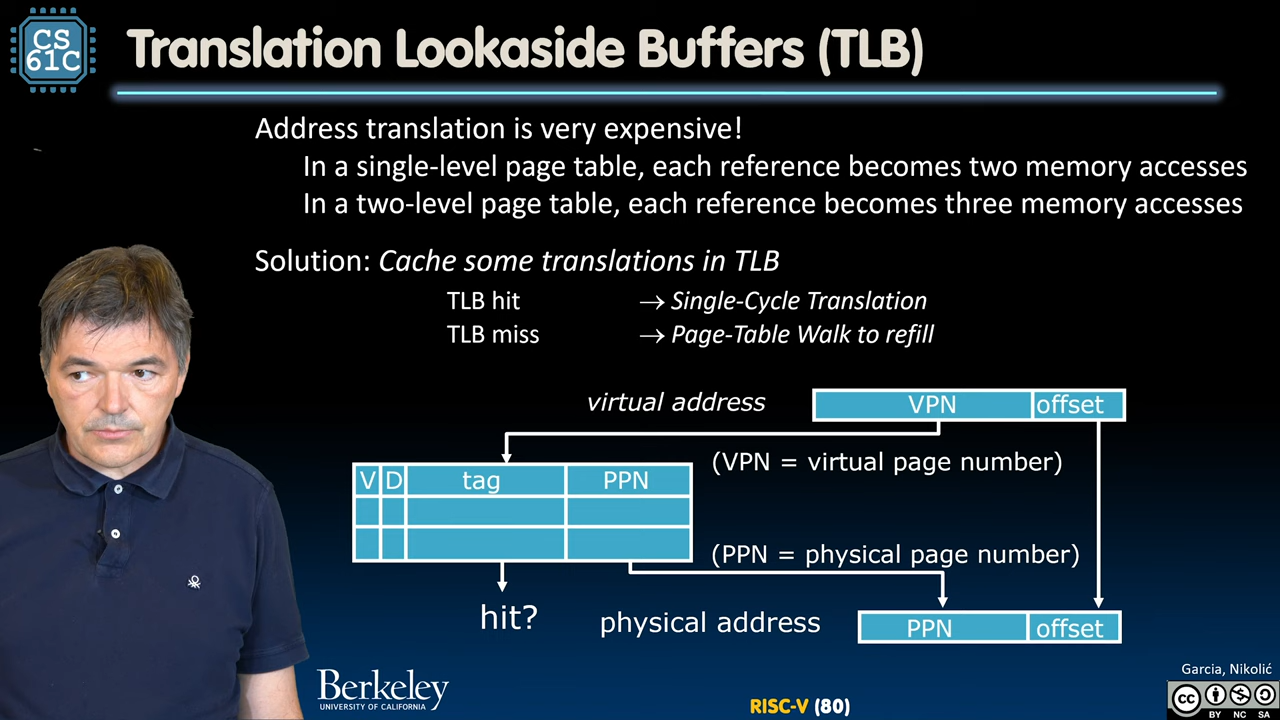 CS
61C
Translation Lookaside Buffers (TLB)
Address translation is very expensive!
In a single-level page table, each reference becomes two memory accesses
In a two-level page table, each reference becomes three memory accesses
Solution: Cache some translations in TLB
TLB hit → Single-Cycle Translation
TLB miss → Page-Table Walk to refill
virtual address VPN offset
(VPN = virtual page number)
V D tag PPN
(PPN = physical page number)
hit?
physical address PPN offset
Berkeley
UNIVERSITY OF CALIFORNIA
RISC-V (80)
Garcia, Nikolić
cc
BY NC SA